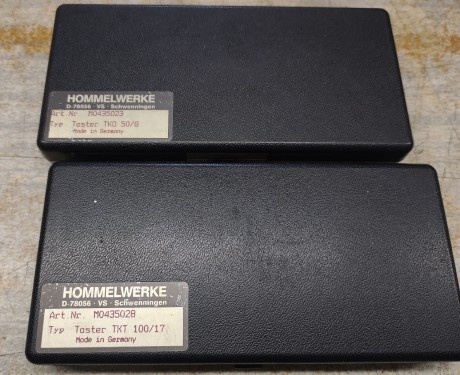 HOMMELWERKE
D-78056 · VS · Schwenningen
Art.Nr. M0435023
Typ Taster TKO 50/8
Made in Germany
HOMMELWERKE
D-78056 · VS · Schwenningen
Art.Nr. M0435028
Typ Taster TKT 100/17
Made in Germany